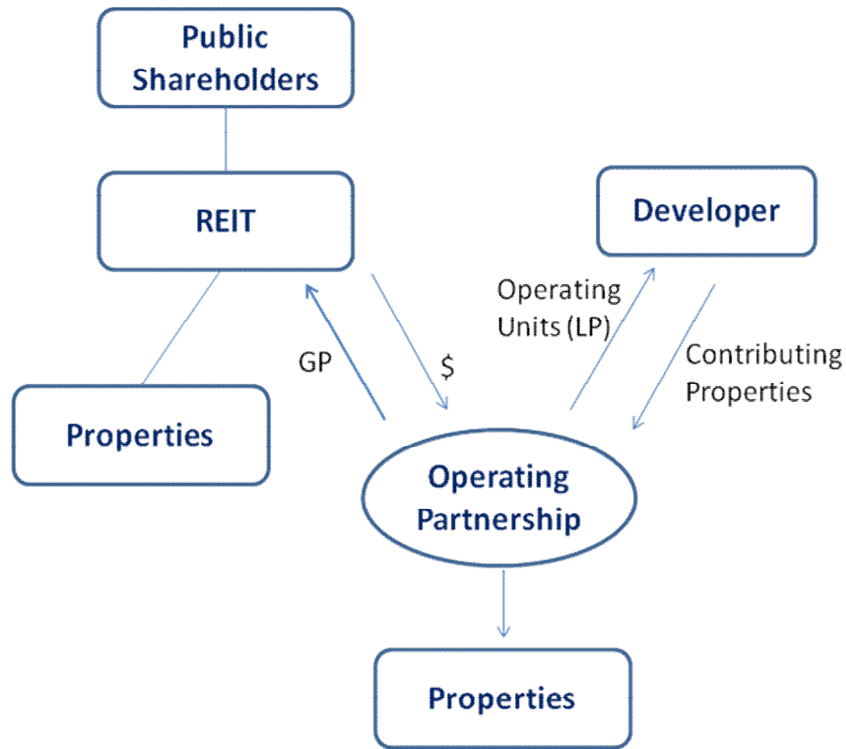 Public
Shareholders
REIT
Developer
Operating
Units (LP)
Contributing
Properties
GP
$
Properties
Operating
Partnership
Properties